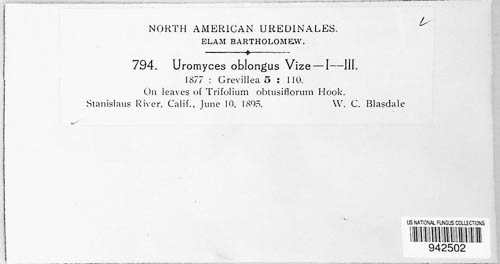 NORTH AMERICAN UREDINALES.
ELAM BARTHOLOMEW.
794. Uromyces oblongus Vize—I—III.
1877 : Grevillea 5 : 110.
On leaves of Trifolium obtusiflorum Hook.
Stanislaus River, Calif., June 10, 1895. W. C. Blasdale
US NATIONAL FUNGUS COLLECTIONS
942502